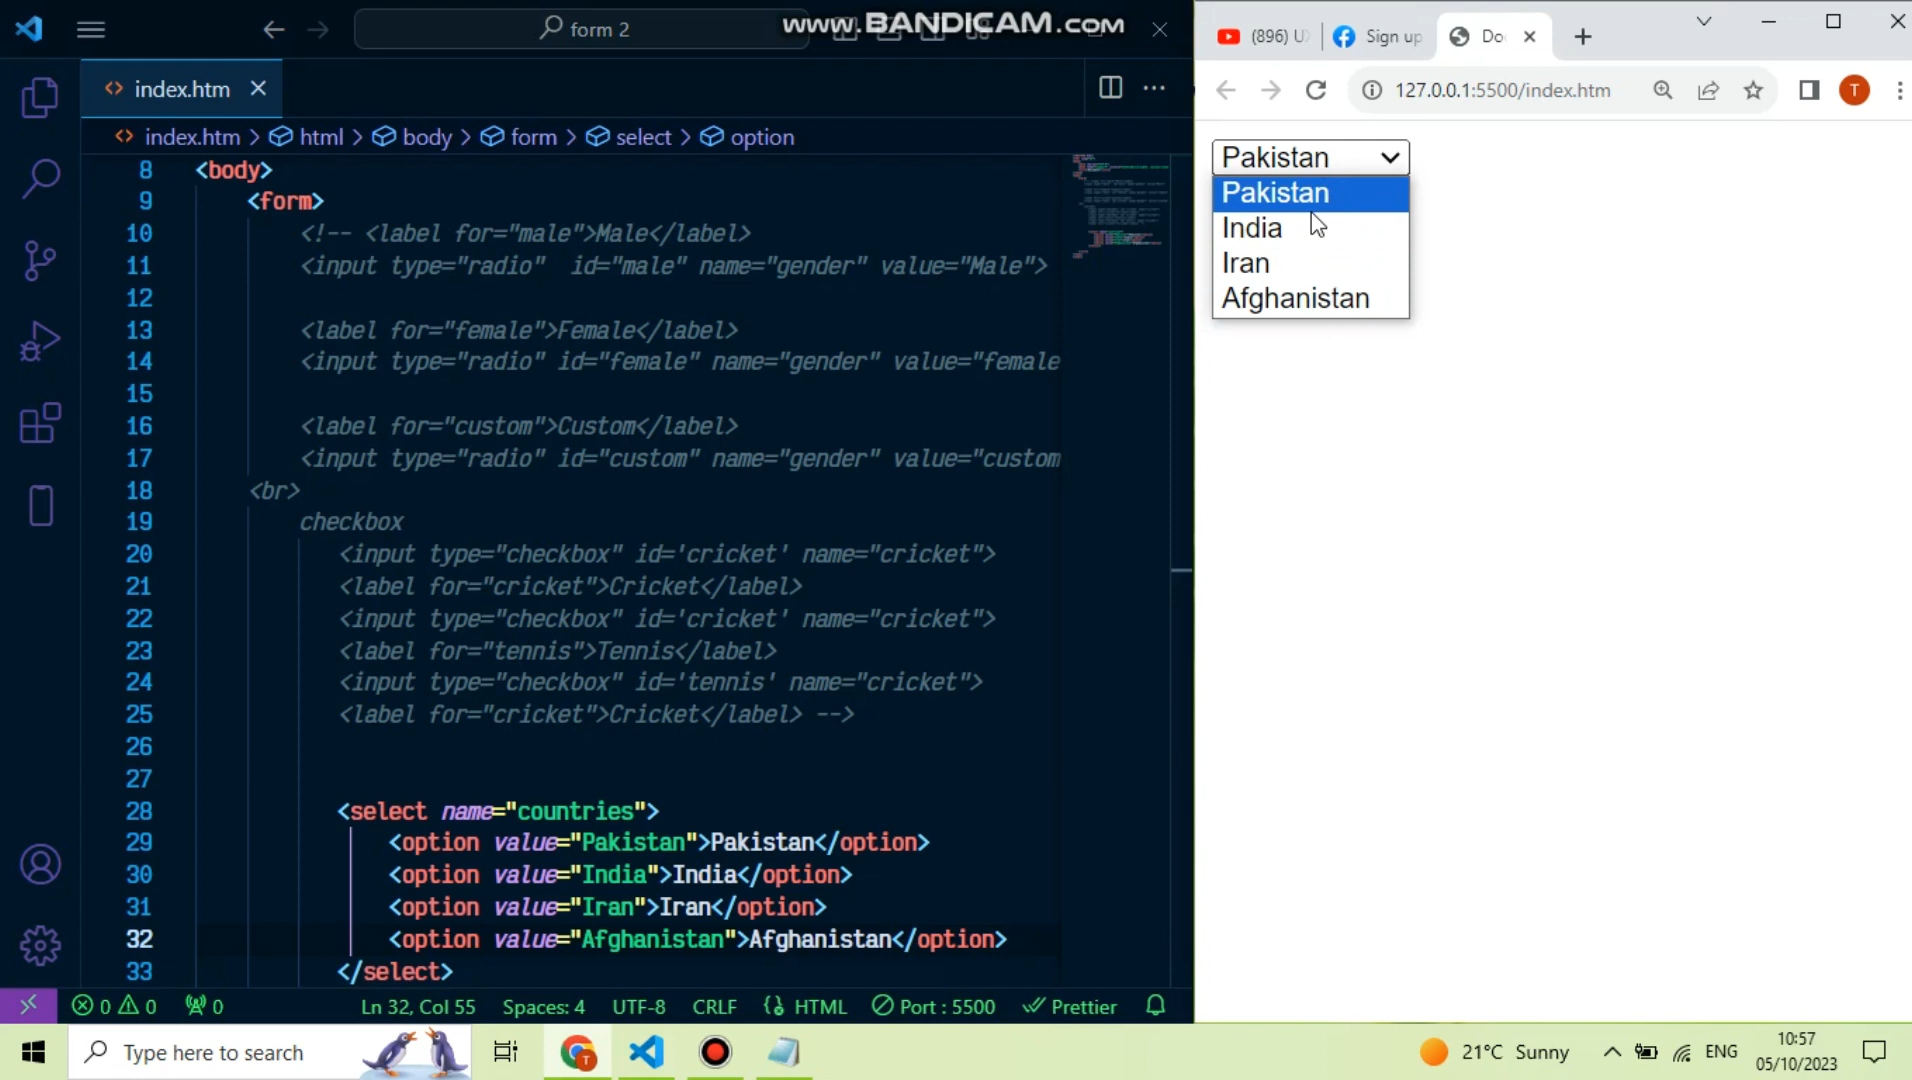 form 2
www.BANDICAM.com
index.htm
index.htm > html > body > form > select > option
8 <body>
9 <form>
10 <!-- <label for="male">Male</label>
11 <input type="radio"  id="male" name="gender" value="Male">
12
13 <label for="female">Female</label>
14 <input type="radio" id="female" name="gender" value="female
15
16 <label for="custom">Custom</label>
17 <input type="radio" id="custom" name="gender" value="custom
18 <br>
19 checkbox
20 <input type="checkbox" id='cricket' name="cricket">
21 <label for="cricket">Cricket</label>
22 <input type="checkbox" id='cricket' name="cricket">
23 <label for="tennis">Tennis</label>
24 <input type="checkbox" id='tennis' name="cricket">
25 <label for="cricket">Cricket</label> -->
26
27
28 <select name="countries">
29 <option value="Pakistan">Pakistan</option>
30 <option value="India">India</option>
31 <option value="Iran">Iran</option>
32 <option value="Afghanistan">Afghanistan</option>
33 </select>
0 0 0 Ln 32, Col 55 Spaces: 4 UTF-8 CRLF HTML Port : 5500 Prettier
(896) U
Sign up
Do
127.0.0.1:5500/index.htm
T
Pakistan
Pakistan
India
Iran
Afghanistan
Type here to search
T
21°C Sunny
ENG
10:57
05/10/2023